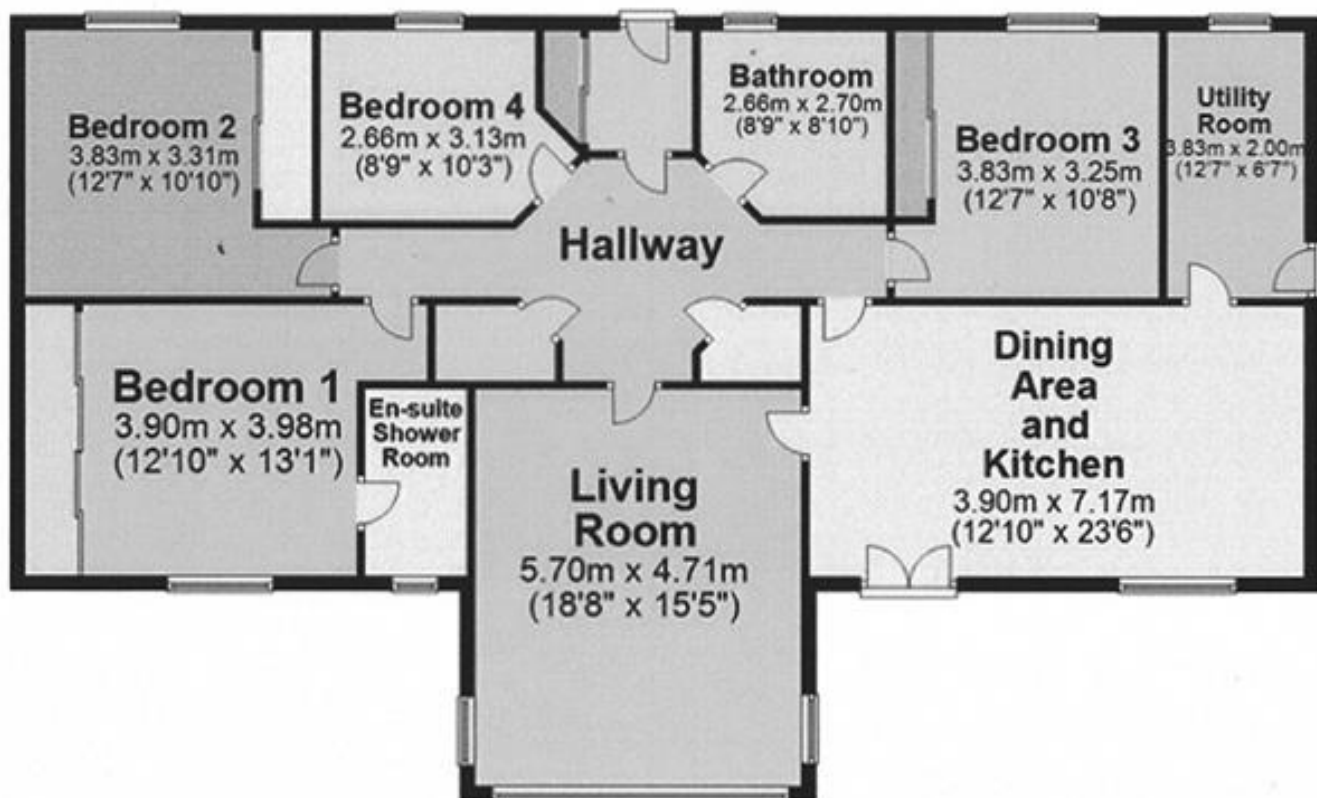 Bedroom 2
3.83m x 3.31m
(12'7" x 10'10")
Bedroom 4
2.66m x 3.13m
(8'9" x 10'3")
Bathroom
2.66m x 2.70m
(8'9" x 8'10")
Bedroom 3
3.83m x 3.25m
(12'7" x 10'8")
Utility
Room
3.83m x 2.00m
(12'7" x 6'7")
Hallway
Bedroom 1
3.90m x 3.98m
(12'10" x 13'1")
En-suite
Shower
Room
Living
Room
5.70m x 4.71m
(18'8" x 15'5")
Dining
Area
and
Kitchen
3.90m x 7.17m
(12'10" x 23'6")